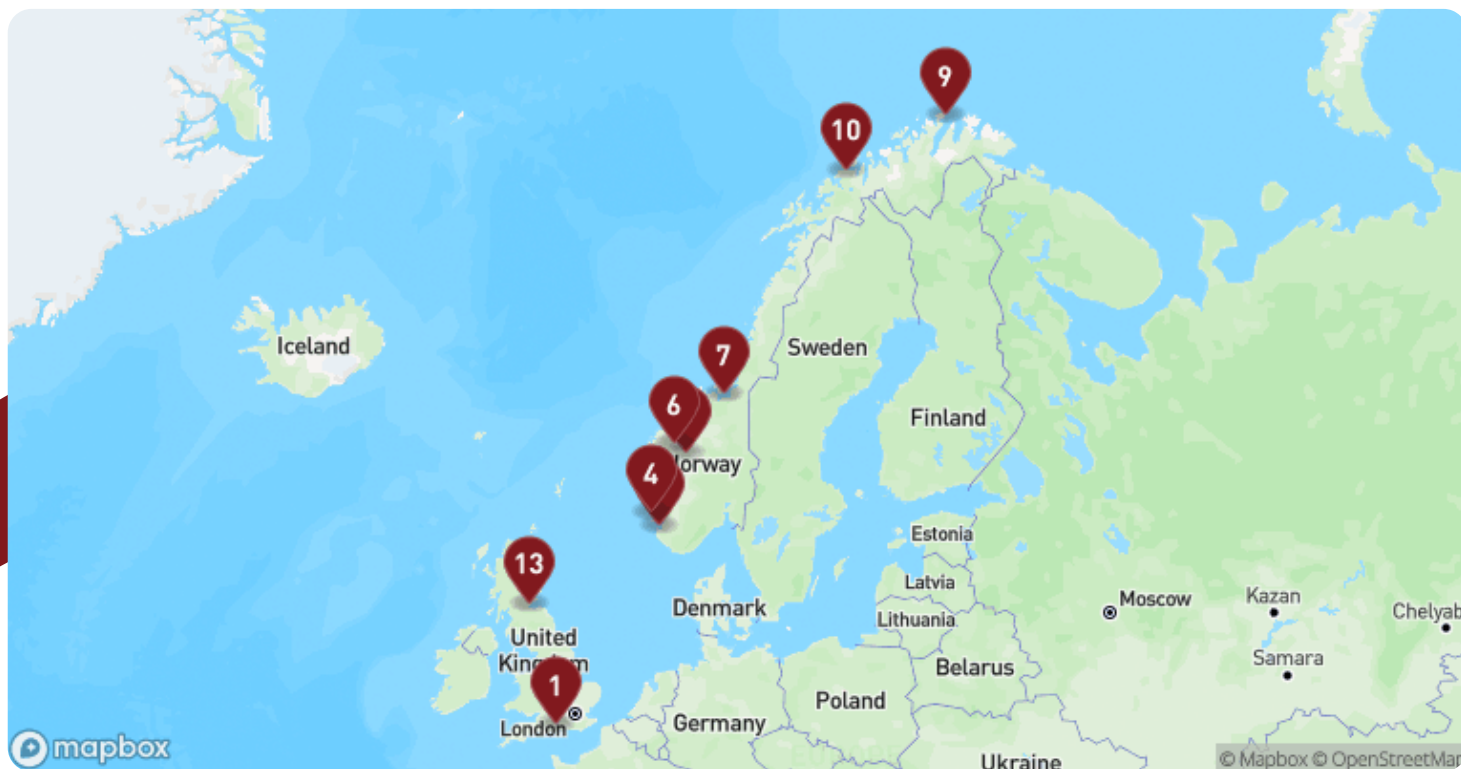 9
10
Iceland
Sweden
7
6
Finland
Norway
4
Estonia
13
Latvia
Moscow
Kazan
Denmark
Lithuania
Chelyab
United
Kingdom
Belarus
Samara
1
Poland
London
Germany
mapbox
Ukraine
© Mapbox © OpenStreetMap